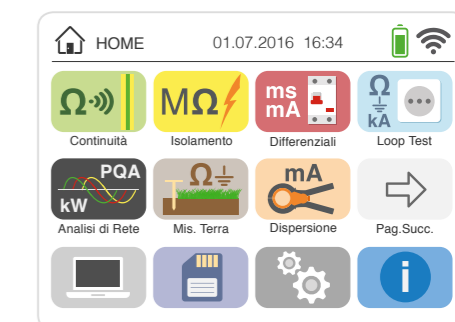 HOME 01.07.2016 16:34
Ω MΩ ms mA Ω kA
Continuità Isolamento Differenziali Loop Test
PQA kW Ω mA
Analisi di Rete Mis. Terra Dispersione Pag.Succ.
i